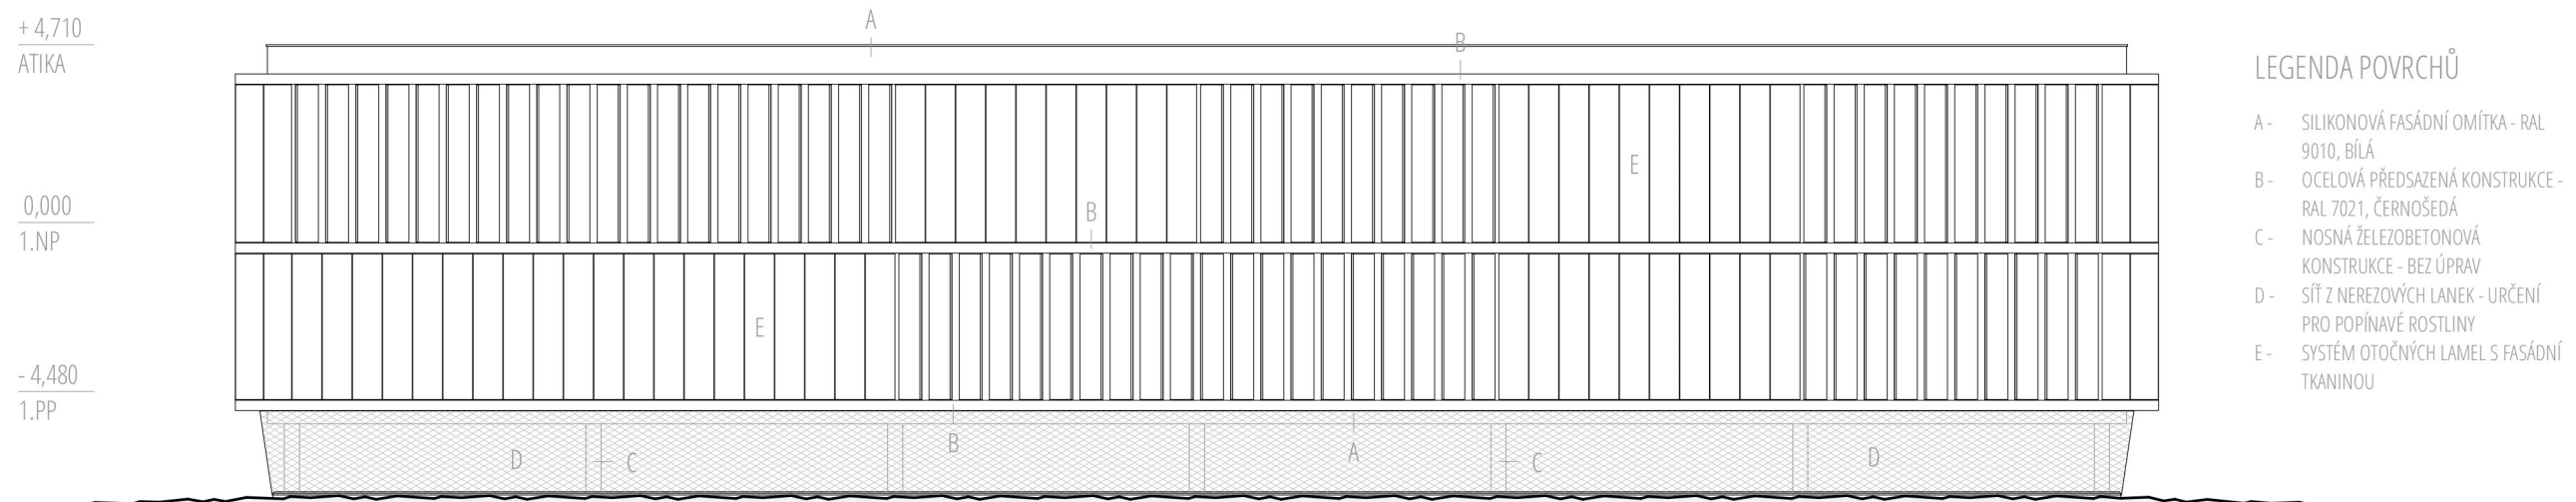 + 4,710
ATIKA
0,000
1.NP
- 4,480
1.PP
A
B
B
E
E
D
C
B
A
C
D
LEGENDA POVRCHŮ
A - SILIKONOVÁ FASÁDNÍ OMÍTKA - RAL
9010, BÍLÁ
B - OCELOVÁ PŘEDSAZENÁ KONSTRUKCE -
RAL 7021, ČERNOŠEDÁ
C - NOSNÁ ŽELEZOBETONOVÁ
KONSTRUKCE - BEZ ÚPRAV
D - SÍŤ Z NEREZOVÝCH LANEK - URČENÍ
PRO POPÍNAVÉ ROSTLINY
E - SYSTÉM OTOČNÝCH LAMEL S FASÁDNÍ
TKANINOU